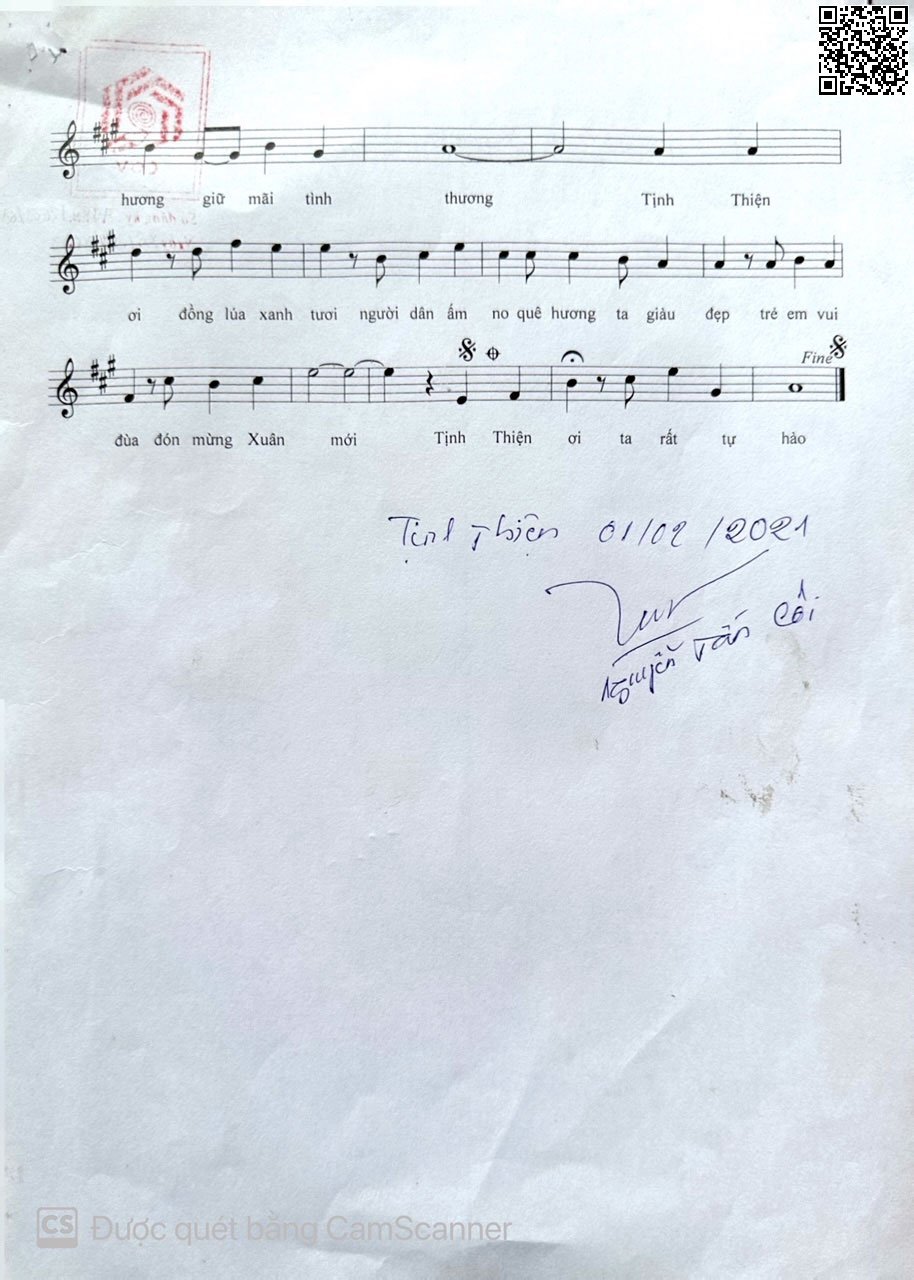 hương giữ mãi tình thương Tịnh Thiện
ơi đồng lúa xanh tươi người dân ấm no quê hương ta giàu đẹp trẻ em vui
Fine
đùa đón mừng Xuân mới Tịnh Thiện ơi ta rất tự hào
Tịnh Thiện 01/02/2021
Nguyễn Tấn Côi
CS Được quét bằng CamScanner